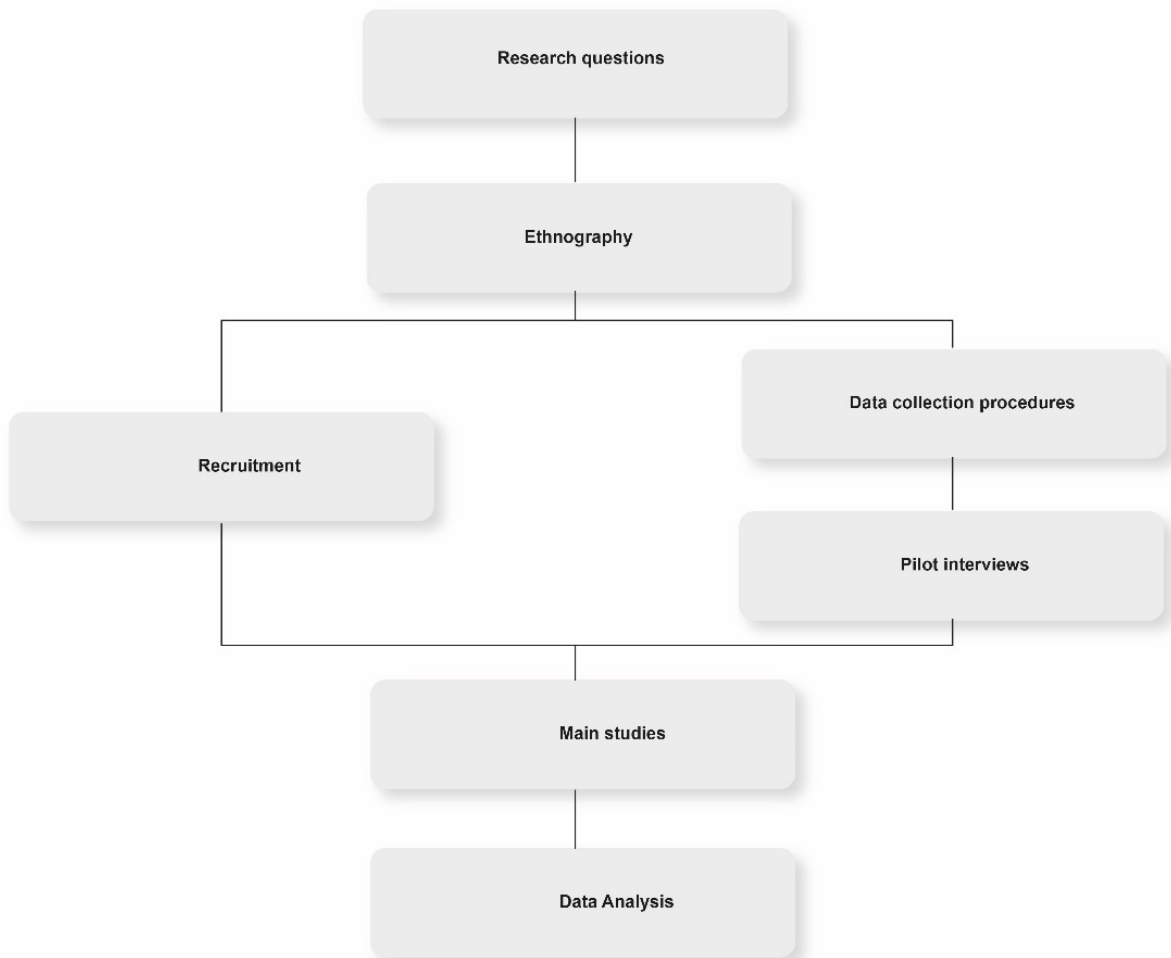 Research questions
Ethnography
Data collection procedures
Recruitment
Pilot interviews
Main studies
Data Analysis